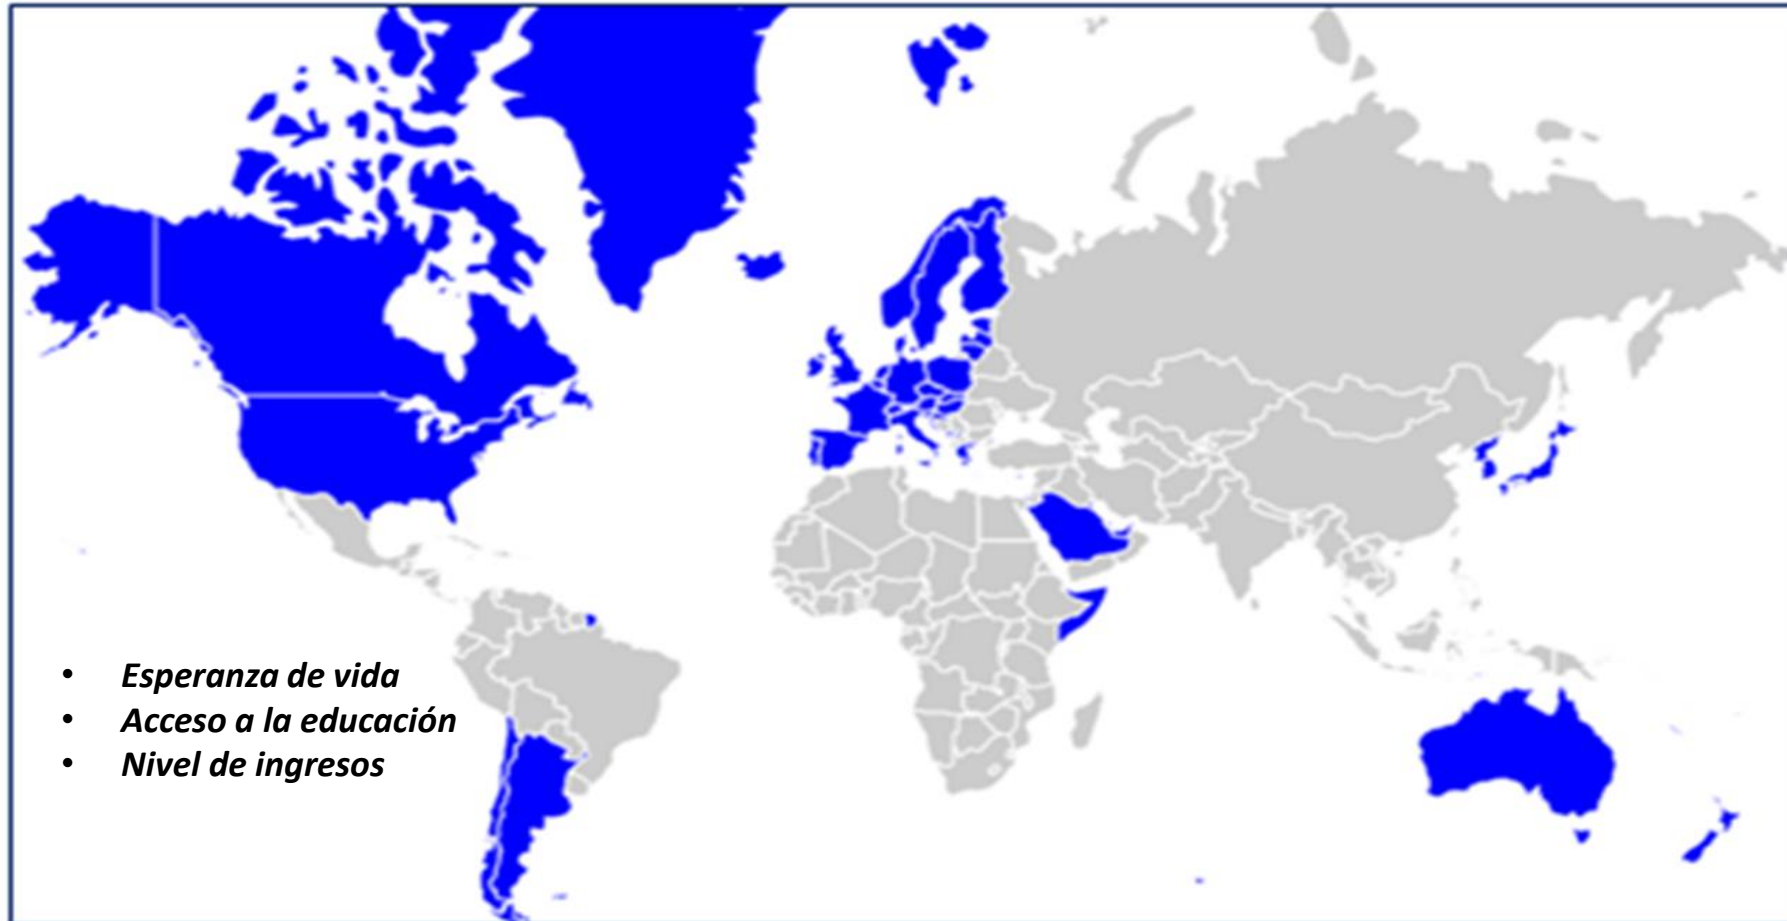 • Esperanza de vida
• Acceso a la educación
• Nivel de ingresos